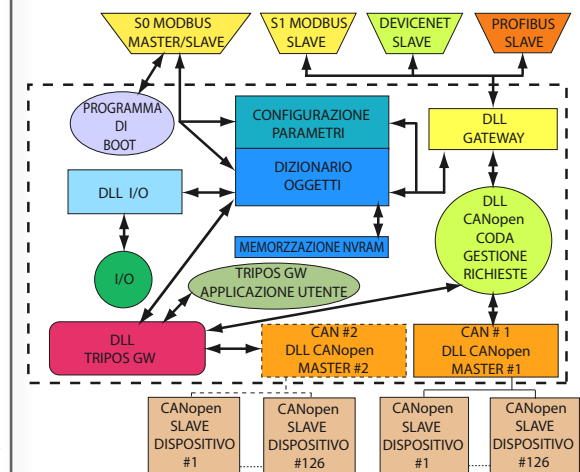 S0 MODBUS
MASTER/SLAVE
S1 MODBUS
SLAVE
DEVICENET
SLAVE
PROFIBUS
SLAVE
PROGRAMMA
DI
BOOT
CONFIGURAZIONE
PARAMETRI
DLL
GATEWAY
DLL I/O
DIZIONARIO
OGGETTI
DLL
CANopen
CODA
GESTIONE
RICHIESTE
MEMORZZAZIONE NVRAM
I/O
TRIPOS GW
APPLICAZIONE UTENTE
DLL
TRIPOS GW
CAN #2
DLL CANopen
MASTER #2
CAN # 1
DLL CANopen
MASTER #1
CANopen
SLAVE
DISPOSITIVO
#1
CANopen
SLAVE
DISPOSITIVO
#126
CANopen
SLAVE
DISPOSITIVO
#1
CANopen
SLAVE
DISPOSITIVO
#126